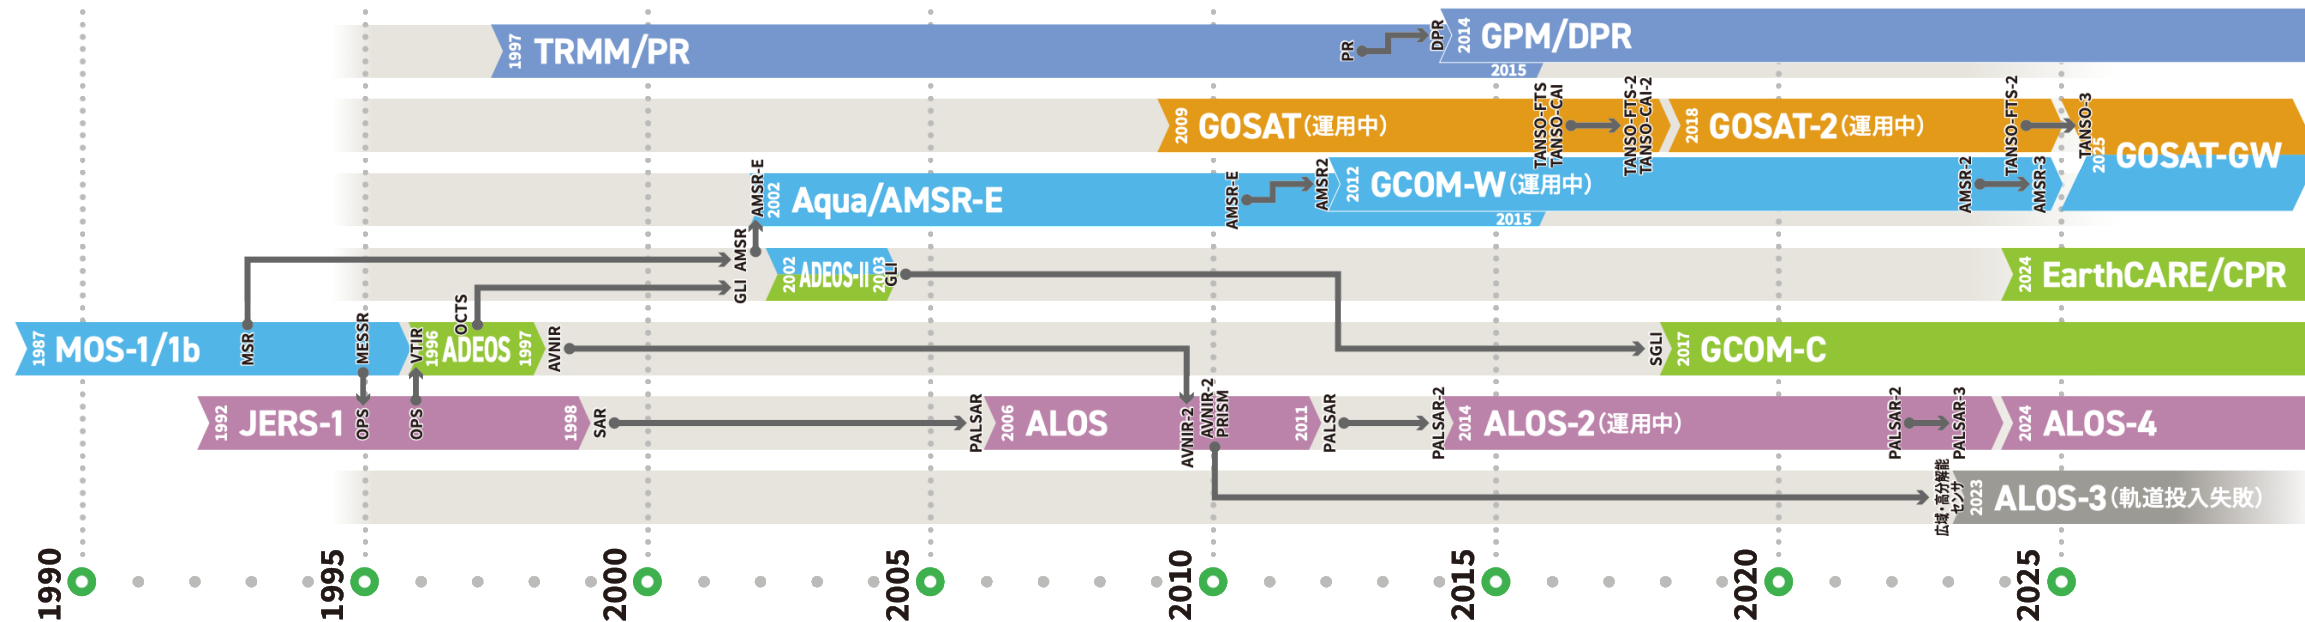 1997
TRMM/PR
2015
PR
DPR
2014
GPM/DPR
2009
GOSAT(運用中)
TANSO-FTS
TANSO-CAI
TANSO-FTS-2
TANSO-CAI-2
2018
GOSAT-2(運用中)
TANSO-FTS-2
TANSO-3
2025
GOSAT-GW
AMSR-E
2002
Aqua/AMSR-E
2015
AMSR-E
AMSR2
2012
GCOM-W(運用中)
AMSR-2
AMSR-3
AMSR
GLI
2002
ADEOS-II
2003
GLI
2024
EarthCARE/CPR
1987
MOS-1/1b
MSR
MESSR
VTIR
1996
OCTS
ADEOS
1997
AVNIR
SGLI
2017
GCOM-C
1992
JERS-1
OPS
OPS
1998
SAR
PALSAR
2006
ALOS
AVNIR-2
AVNIR-2
PRISM
2011
PALSAR
PALSAR-2
2014
ALOS-2(運用中)
PALSAR-2
PALSAR-3
2024
ALOS-4
広域・高分解能
センサ
2023
ALOS-3(軌道投入失敗)
1990
1995
2000
2005
2010
2015
2020
2025